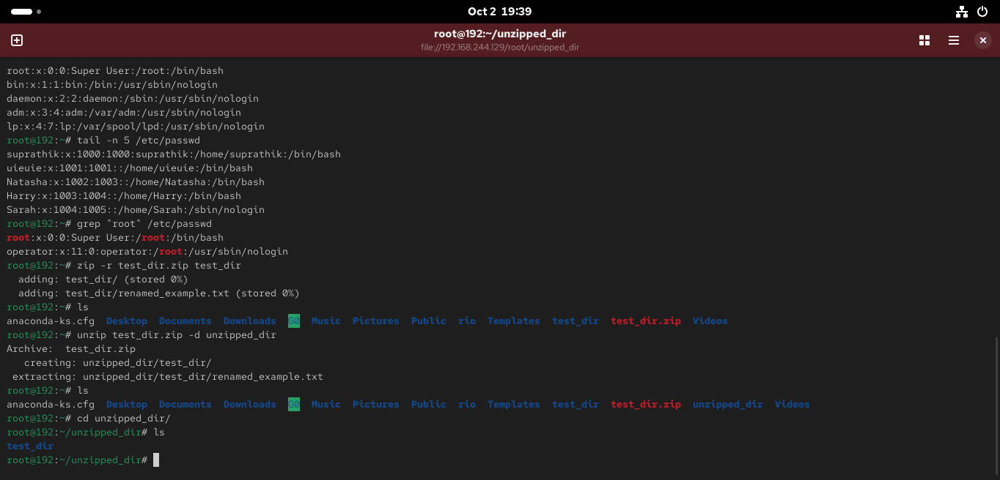 Oct 2 19:39
root@192:~/unzipped_dir
file://192.168.244.129/root/unzipped_dir
root:x:0:0:Super User:/root:/bin/bash
bin:x:1:1:bin:/bin:/usr/sbin/nologin
daemon:x:2:2:daemon:/sbin:/usr/sbin/nologin
adm:x:3:4:adm:/var/adm:/usr/sbin/nologin
lp:x:4:7:lp:/var/spool/lpd:/usr/sbin/nologin
root@192:~# tail -n 5 /etc/passwd
suprathik:x:1000:1000:suprathik:/home/suprathik:/bin/bash
uieuie:x:1001:1001::/home/uieuie:/bin/bash
Natasha:x:1002:1003::/home/Natasha:/bin/bash
Harry:x:1003:1004::/home/Harry:/bin/bash
Sarah:x:1004:1005::/home/Sarah:/sbin/nologin
root@192:~# grep "root" /etc/passwd
root:x:0:0:Super User:/root:/bin/bash
operator:x:11:0:operator:/root:/usr/sbin/nologin
root@192:~# zip -r test_dir.zip test_dir
  adding: test_dir/ (stored 0%)
  adding: test_dir/renamed_example.txt (stored 0%)
root@192:~# ls
anaconda-ks.cfg  Desktop  Documents  Downloads  G0  Music  Pictures  Public  rio  Templates  test_dir  test_dir.zip  Videos
root@192:~# unzip test_dir.zip -d unzipped_dir
Archive:  test_dir.zip
   creating: unzipped_dir/test_dir/
 extracting: unzipped_dir/test_dir/renamed_example.txt
root@192:~# ls
anaconda-ks.cfg  Desktop  Documents  Downloads  G0  Music  Pictures  Public  rio  Templates  test_dir  test_dir.zip  unzipped_dir  Videos
root@192:~# cd unzipped_dir/
root@192:~/unzipped_dir# ls
test_dir
root@192:~/unzipped_dir#